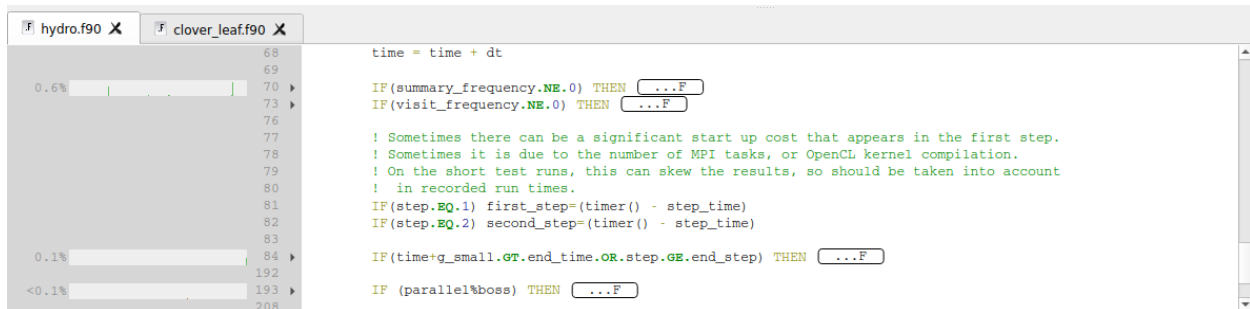 hydro.f90 X clover_leaf.f90 X
68 time = time + dt
69
0.6% 70 IF(summary_frequency.NE.0) THEN ...F
73 IF(visit_frequency.NE.0) THEN ...F
76
77 ! Sometimes there can be a significant start up cost that appears in the first step.
78 ! Sometimes it is due to the number of MPI tasks, or OpenCL kernel compilation.
79 ! On the short test runs, this can skew the results, so should be taken into account
80 !  in recorded run times.
81 IF(step.EQ.1) first_step=(timer() - step_time)
82 IF(step.EQ.2) second_step=(timer() - step_time)
83
0.1% 84 IF(time+g_small.GT.end_time.OR.step.GE.end_step) THEN ...F
192
<0.1% 193 IF (parallel%boss) THEN ...F
208